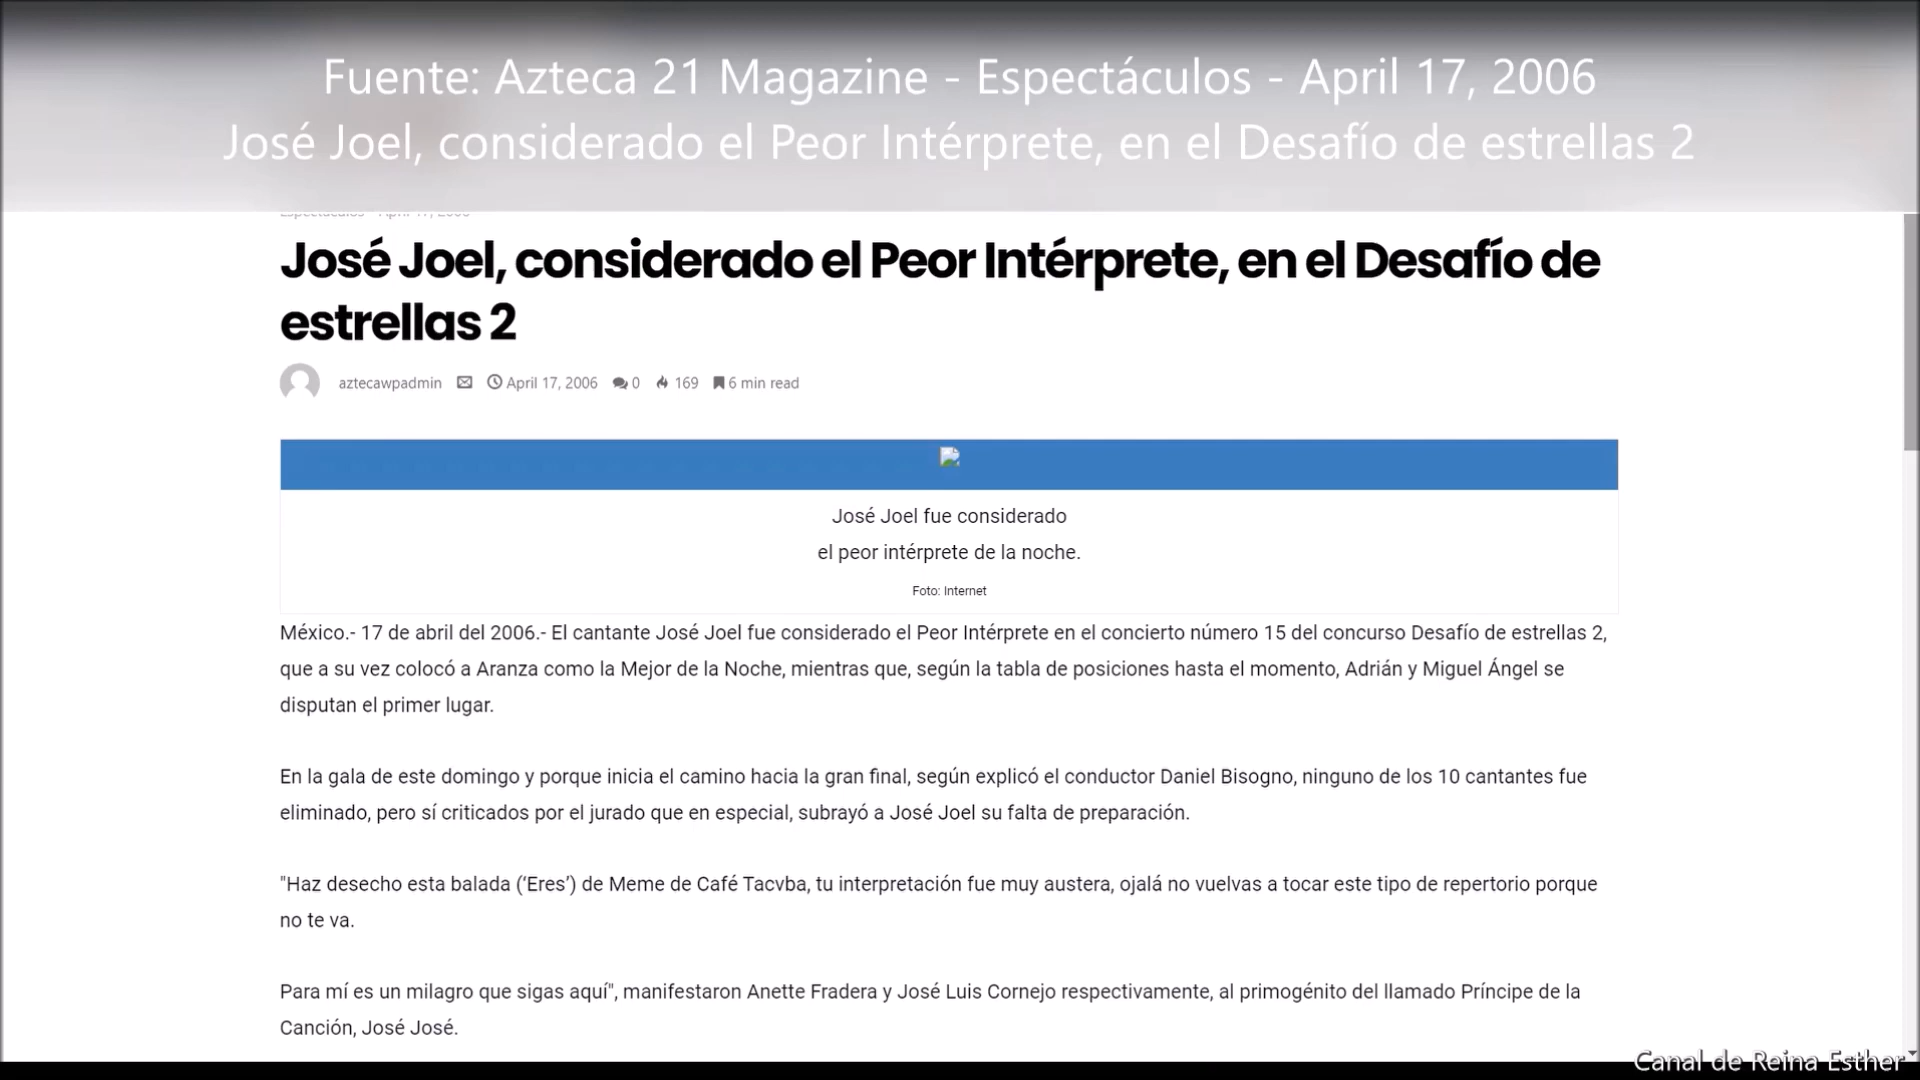 Fuente: Azteca 21 Magazine - Espectáculos - April 17, 2006
José Joel, considerado el Peor Intérprete, en el Desafío de estrellas 2
Espectáculos - April 17, 2006
José Joel, considerado el Peor Intérprete, en el Desafío de
estrellas 2
aztecawpadmin April 17, 2006 0 169 6 min read
José Joel fue considerado
el peor intérprete de la noche.
Foto: Internet
México.- 17 de abril del 2006.- El cantante José Joel fue considerado el Peor Intérprete en el concierto número 15 del concurso Desafío de estrellas 2,
que a su vez colocó a Aranza como la Mejor de la Noche, mientras que, según la tabla de posiciones hasta el momento, Adrián y Miguel Ángel se
disputan el primer lugar.
En la gala de este domingo y porque inicia el camino hacia la gran final, según explicó el conductor Daniel Bisogno, ninguno de los 10 cantantes fue
eliminado, pero sí criticados por el jurado que en especial, subrayó a José Joel su falta de preparación.
"Haz desecho esta balada (‘Eres’) de Meme de Café Tacvba, tu interpretación fue muy austera, ojalá no vuelvas a tocar este tipo de repertorio porque
no te va.
Para mí es un milagro que sigas aquí", manifestaron Anette Fradera y José Luis Cornejo respectivamente, al primogénito del llamado Príncipe de la
Canción, José José.
Canal de Reina Esther